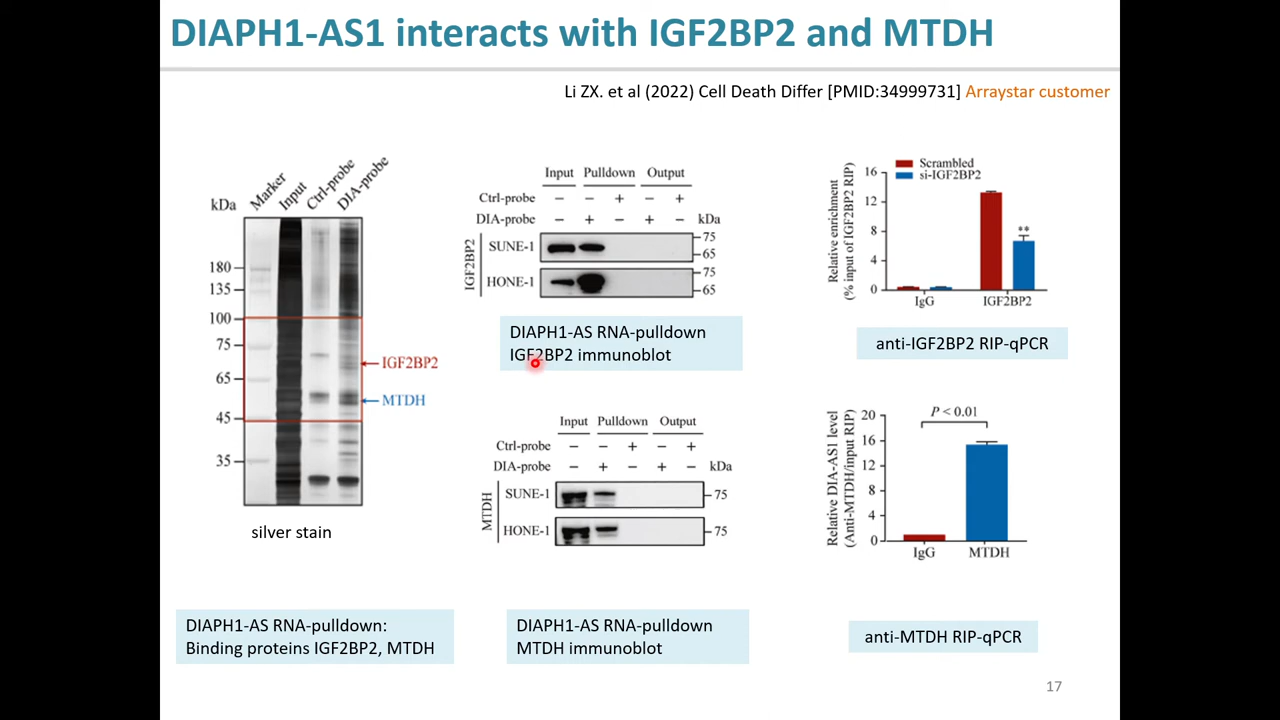 DIAPH1-AS1 interacts with IGF2BP2 and MTDH
Li ZX. et al (2022) Cell Death Differ [PMID:34999731] Arraystar customer
kDa Marker Input Ctrl-probe DIA-probe
180
135
100
75
65
45
35
IGF2BP2
MTDH
silver stain
DIAPH1-AS RNA-pulldown:
Binding proteins IGF2BP2, MTDH
Input Pulldown Output
Ctrl-probe − − + − +
DIA-probe − + − + − kDa
IGF2BP2
SUNE-1 75
65
HONE-1 75
65
DIAPH1-AS RNA-pulldown
IGF2BP2 immunoblot
Input Pulldown Output
Ctrl-probe − − + − +
DIA-probe − + − + − kDa
MTDH
SUNE-1 75
HONE-1 75
DIAPH1-AS RNA-pulldown
MTDH immunoblot
Scrambled
si-IGF2BP2
Relative enrichment
(% input of IGF2BP2 RIP)
16
12
8
4
0
**
IgG IGF2BP2
anti-IGF2BP2 RIP-qPCR
Relative DIA-AS1 level
(Anti-MTDH/input RIP)
20
16
12
8
4
0
P < 0.01
IgG MTDH
anti-MTDH RIP-qPCR
17